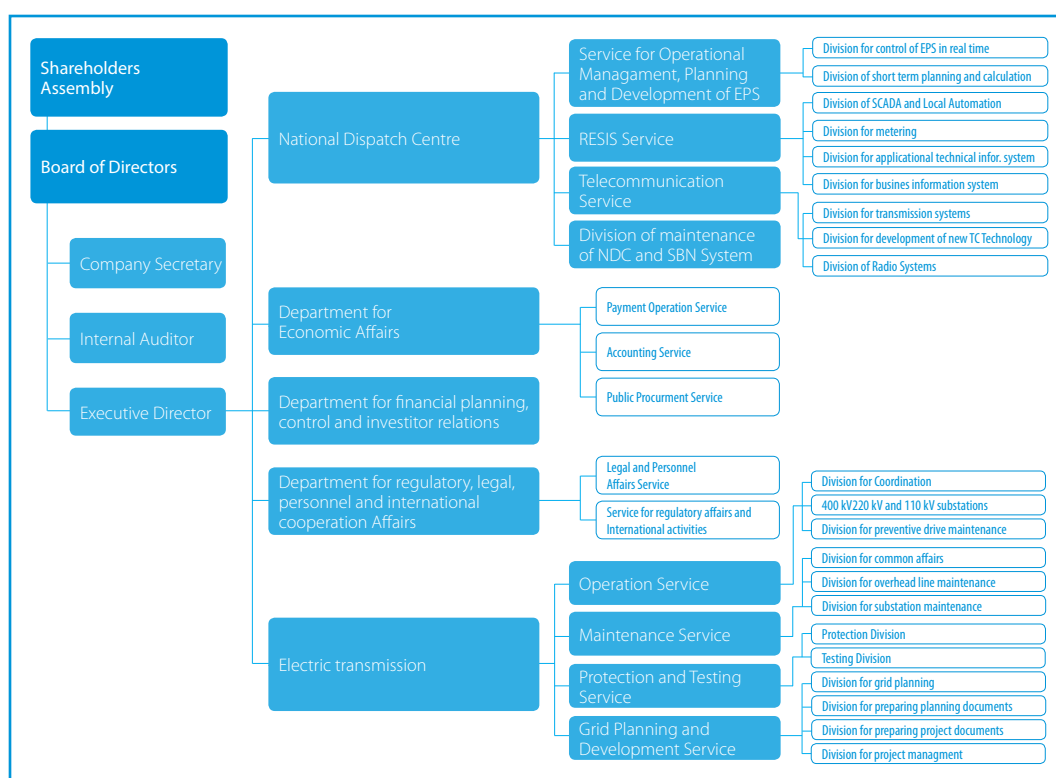 Shareholders
Assembly
Board of Directors
Company Secretary
Internal Auditor
Executive Director
National Dispatch Centre
Service for Operational
Managament, Planning
and Development of EPS
Division for control of EPS in real time
Division of short term planning and calculation
RESIS Service
Division of SCADA and Local Automation
Division for metering
Division for applicational technical infor. system
Division for busines information system
Telecommunication
Service
Division for transmission systems
Division for development of new TC Technology
Division of Radio Systems
Division of maintenance
of NDC and SBN System
Department for
Economic Affairs
Payment Operation Service
Accounting Service
Public Procurment Service
Department for financial planning,
control and investitor relations
Department for regulatory, legal,
personnel and international
cooperation Affairs
Legal and Personnel
Affairs Service
Service for regulatory affairs and
International activities
Electric transmission
Operation Service
Division for Coordination
400 kV220 kV and 110 kV substations
Division for preventive drive maintenance
Maintenance Service
Division for common affairs
Division for overhead line maintenance
Division for substation maintenance
Protection and Testing
Service
Protection Division
Testing Division
Grid Planning and
Development Service
Division for grid planning
Division for preparing planning documents
Division for preparing project documents
Division for project managment